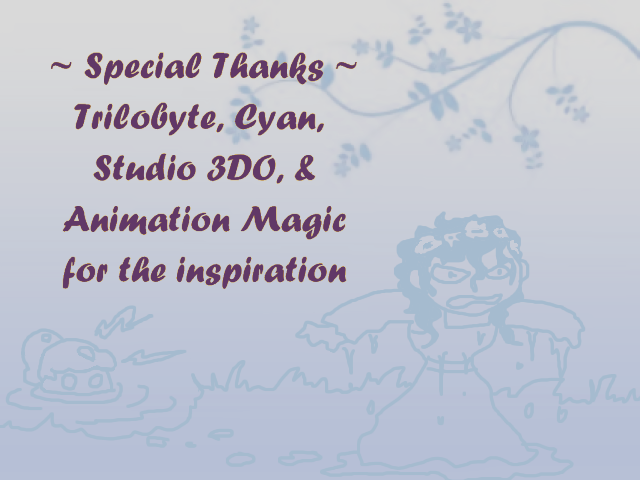 ~ Special Thanks ~
Trilobyte, Cyan,
Studio 3DO, &
Animation Magic
for the inspiration